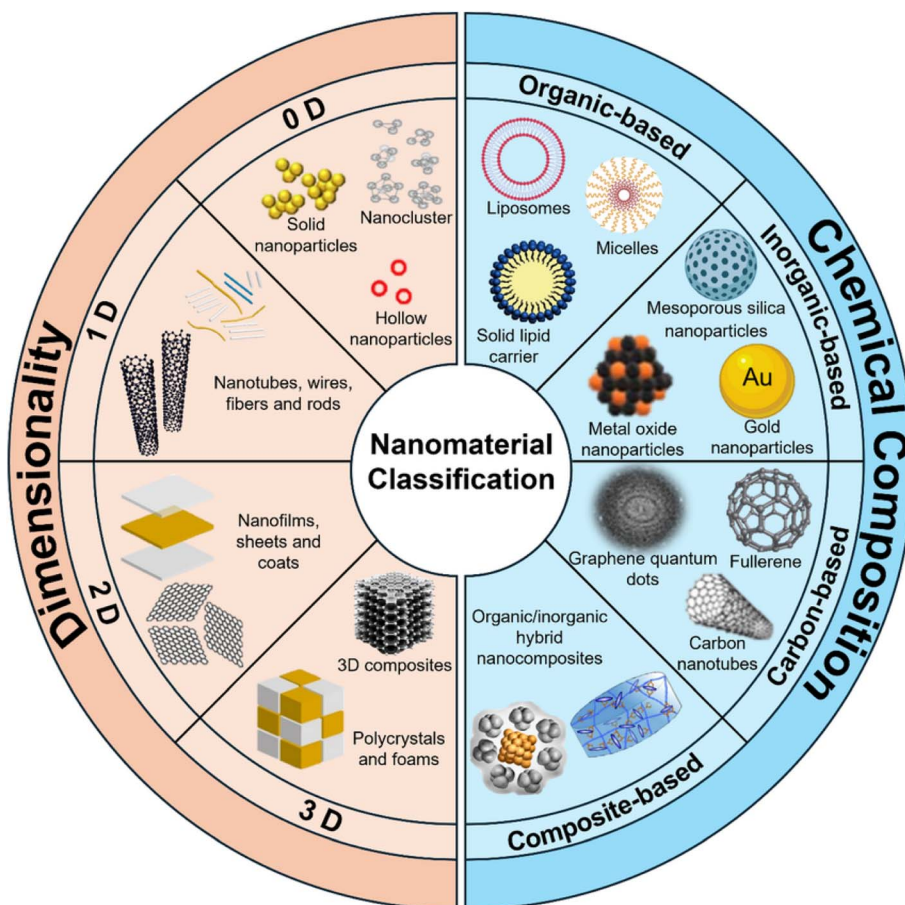 Nanomaterial
Classification
Dimensionality
0 D
Solid
nanoparticles
Nanocluster
Hollow
nanoparticles
1 D
Nanotubes, wires,
fibers and rods
2 D
Nanofilms,
sheets and
coats
3 D
3D composites
Polycrystals
and foams
Chemical Composition
Organic-based
Liposomes
Micelles
Solid lipid
carrier
Inorganic-based
Mesoporous silica
nanoparticles
Metal oxide
nanoparticles
Au
Gold
nanoparticles
Carbon-based
Graphene quantum
dots
Fullerene
Carbon
nanotubes
Composite-based
Organic/inorganic
hybrid
nanocomposites